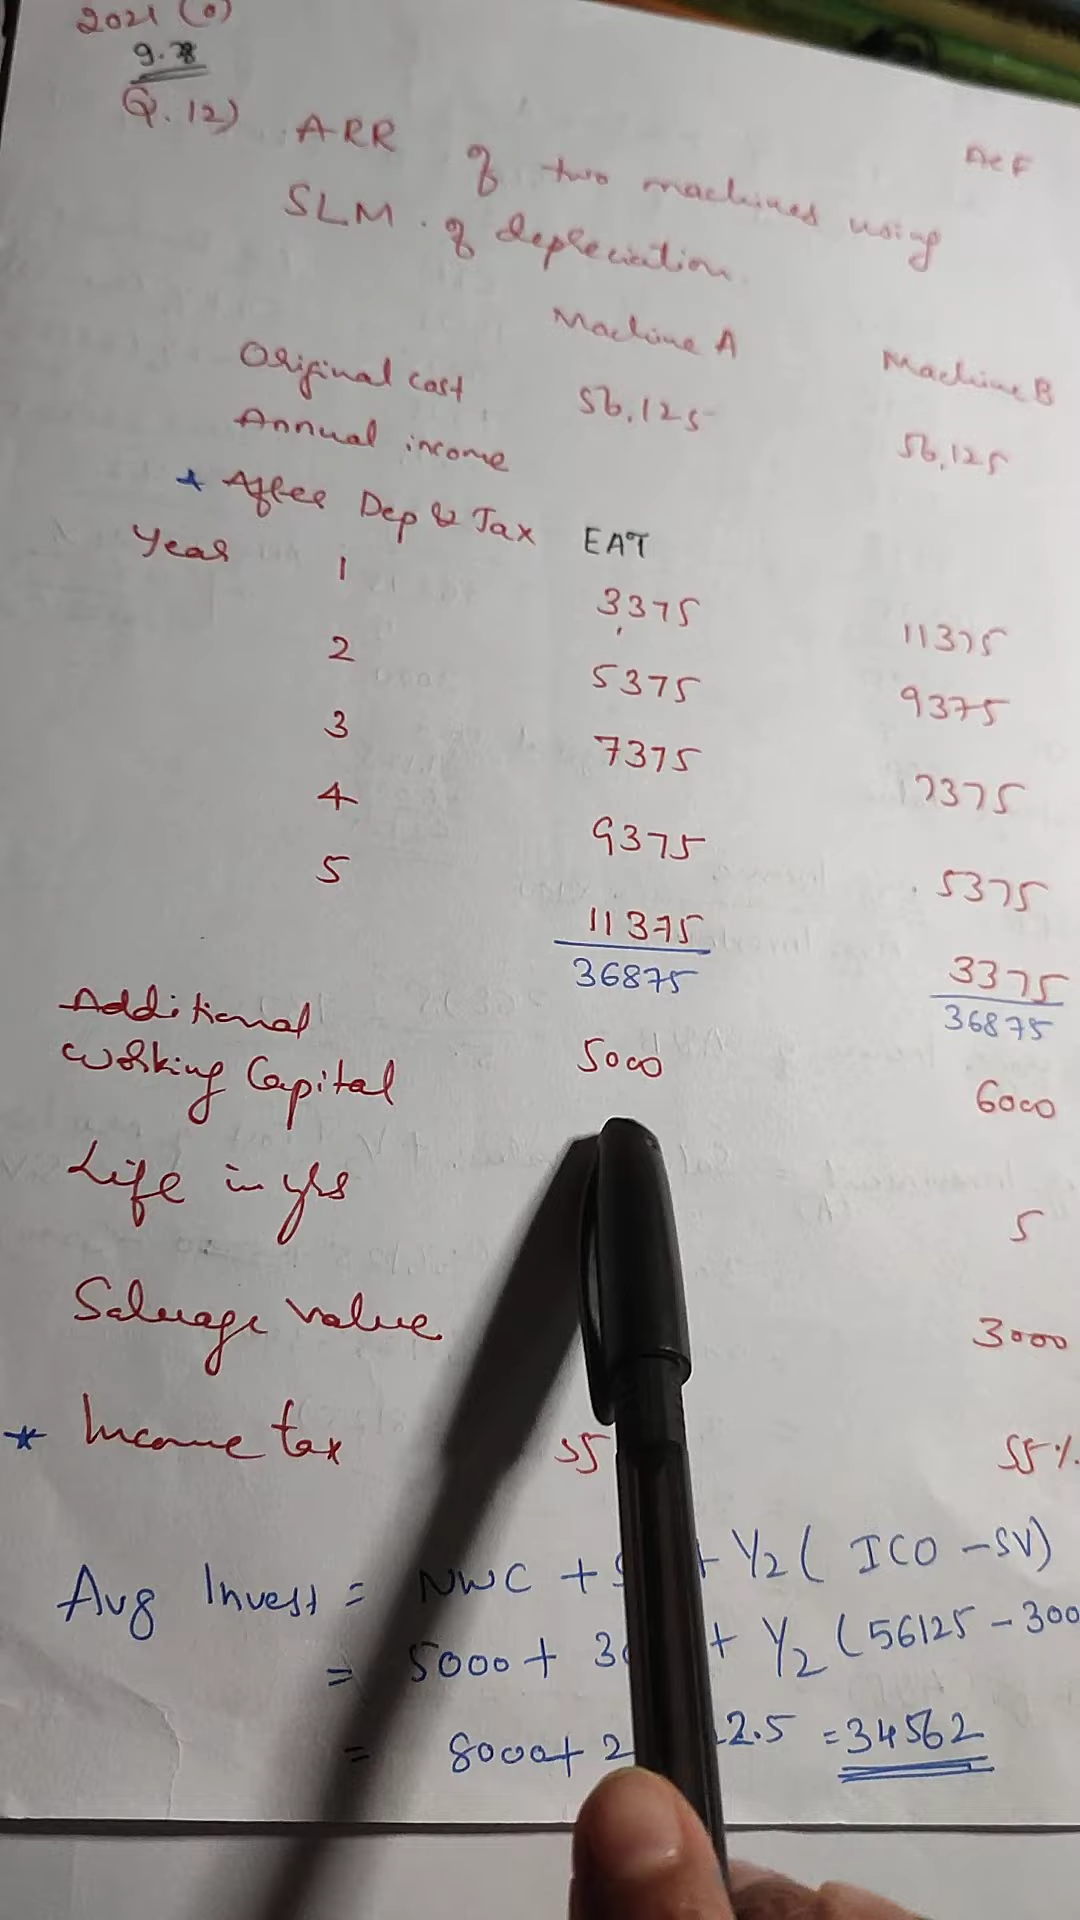 2021 (0)
9.78
Q. 12) ARR of two machines using
SLM. of depreciation
Machine A Machine B
Original cost 56,125 56,125
Annual income
* After Dep & Tax EAT
Year 1 3375 11375
2 5375 9375
3 7375 7375
4 9375 5375
5 11375 3375
36875 36875
Additional
Working Capital 5000 6000
Life in yrs 5
Salvage value 3000
* Income tax 55 55%
Avg Invest = NWC + + 1/2 ( ICO - SV)
= 5000 + + 1/2 (56125 - 300
= 8000 + 2 2.5 = 34562